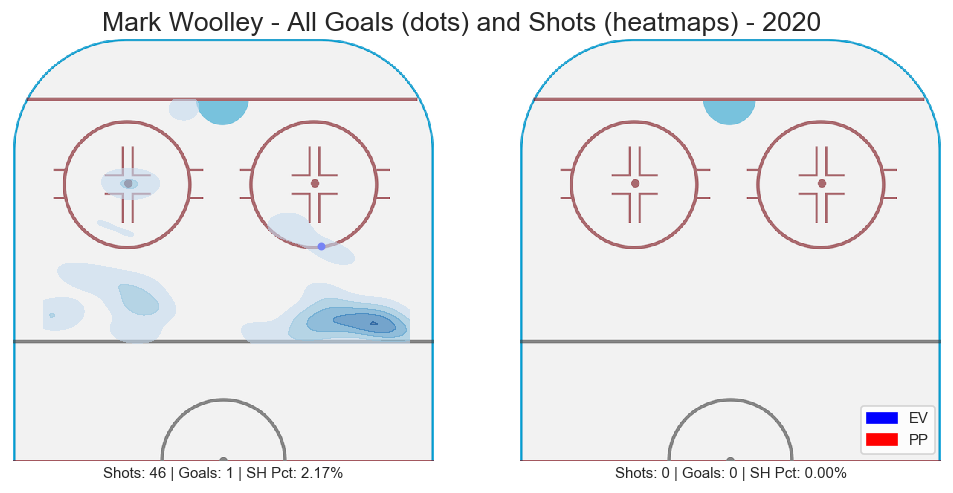 Mark Woolley - All Goals (dots) and Shots (heatmaps) - 2020
EV
PP
Shots: 46 | Goals: 1 | SH Pct: 2.17%
Shots: 0 | Goals: 0 | SH Pct: 0.00%